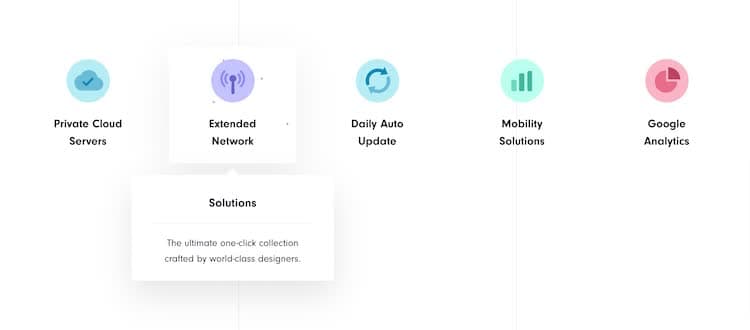 Private Cloud
Servers
Extended
Network
Daily Auto
Update
Mobility
Solutions
Google
Analytics
Solutions
The ultimate one-click collection
crafted by world-class designers.